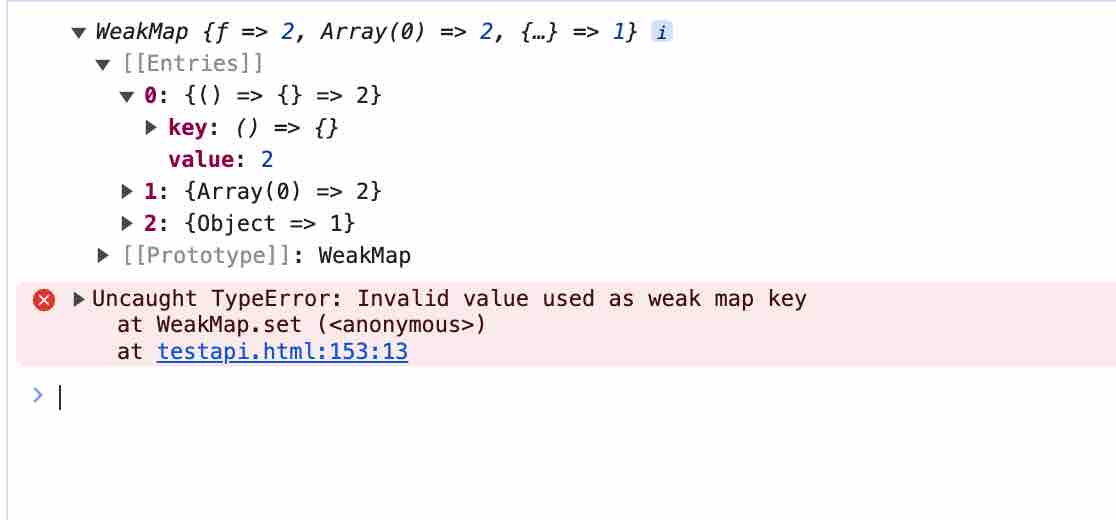 WeakMap {ƒ => 2, Array(0) => 2, {…} => 1} i
[[Entries]]
0: {() => {} => 2}
key: () => {}
value: 2
1: {Array(0) => 2}
2: {Object => 1}
[[Prototype]]: WeakMap
Uncaught TypeError: Invalid value used as weak map key
at WeakMap.set (<anonymous>)
at testapi.html:153:13